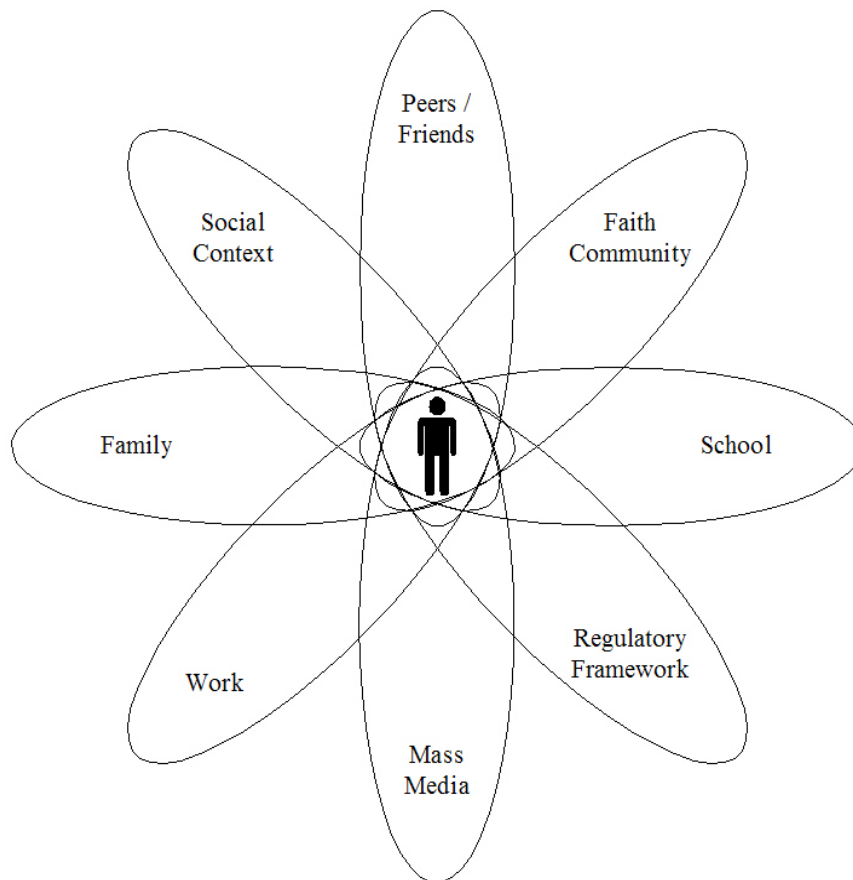 Peers /
Friends
Social
Context
Faith
Community
Family
School
Work
Regulatory
Framework
Mass
Media